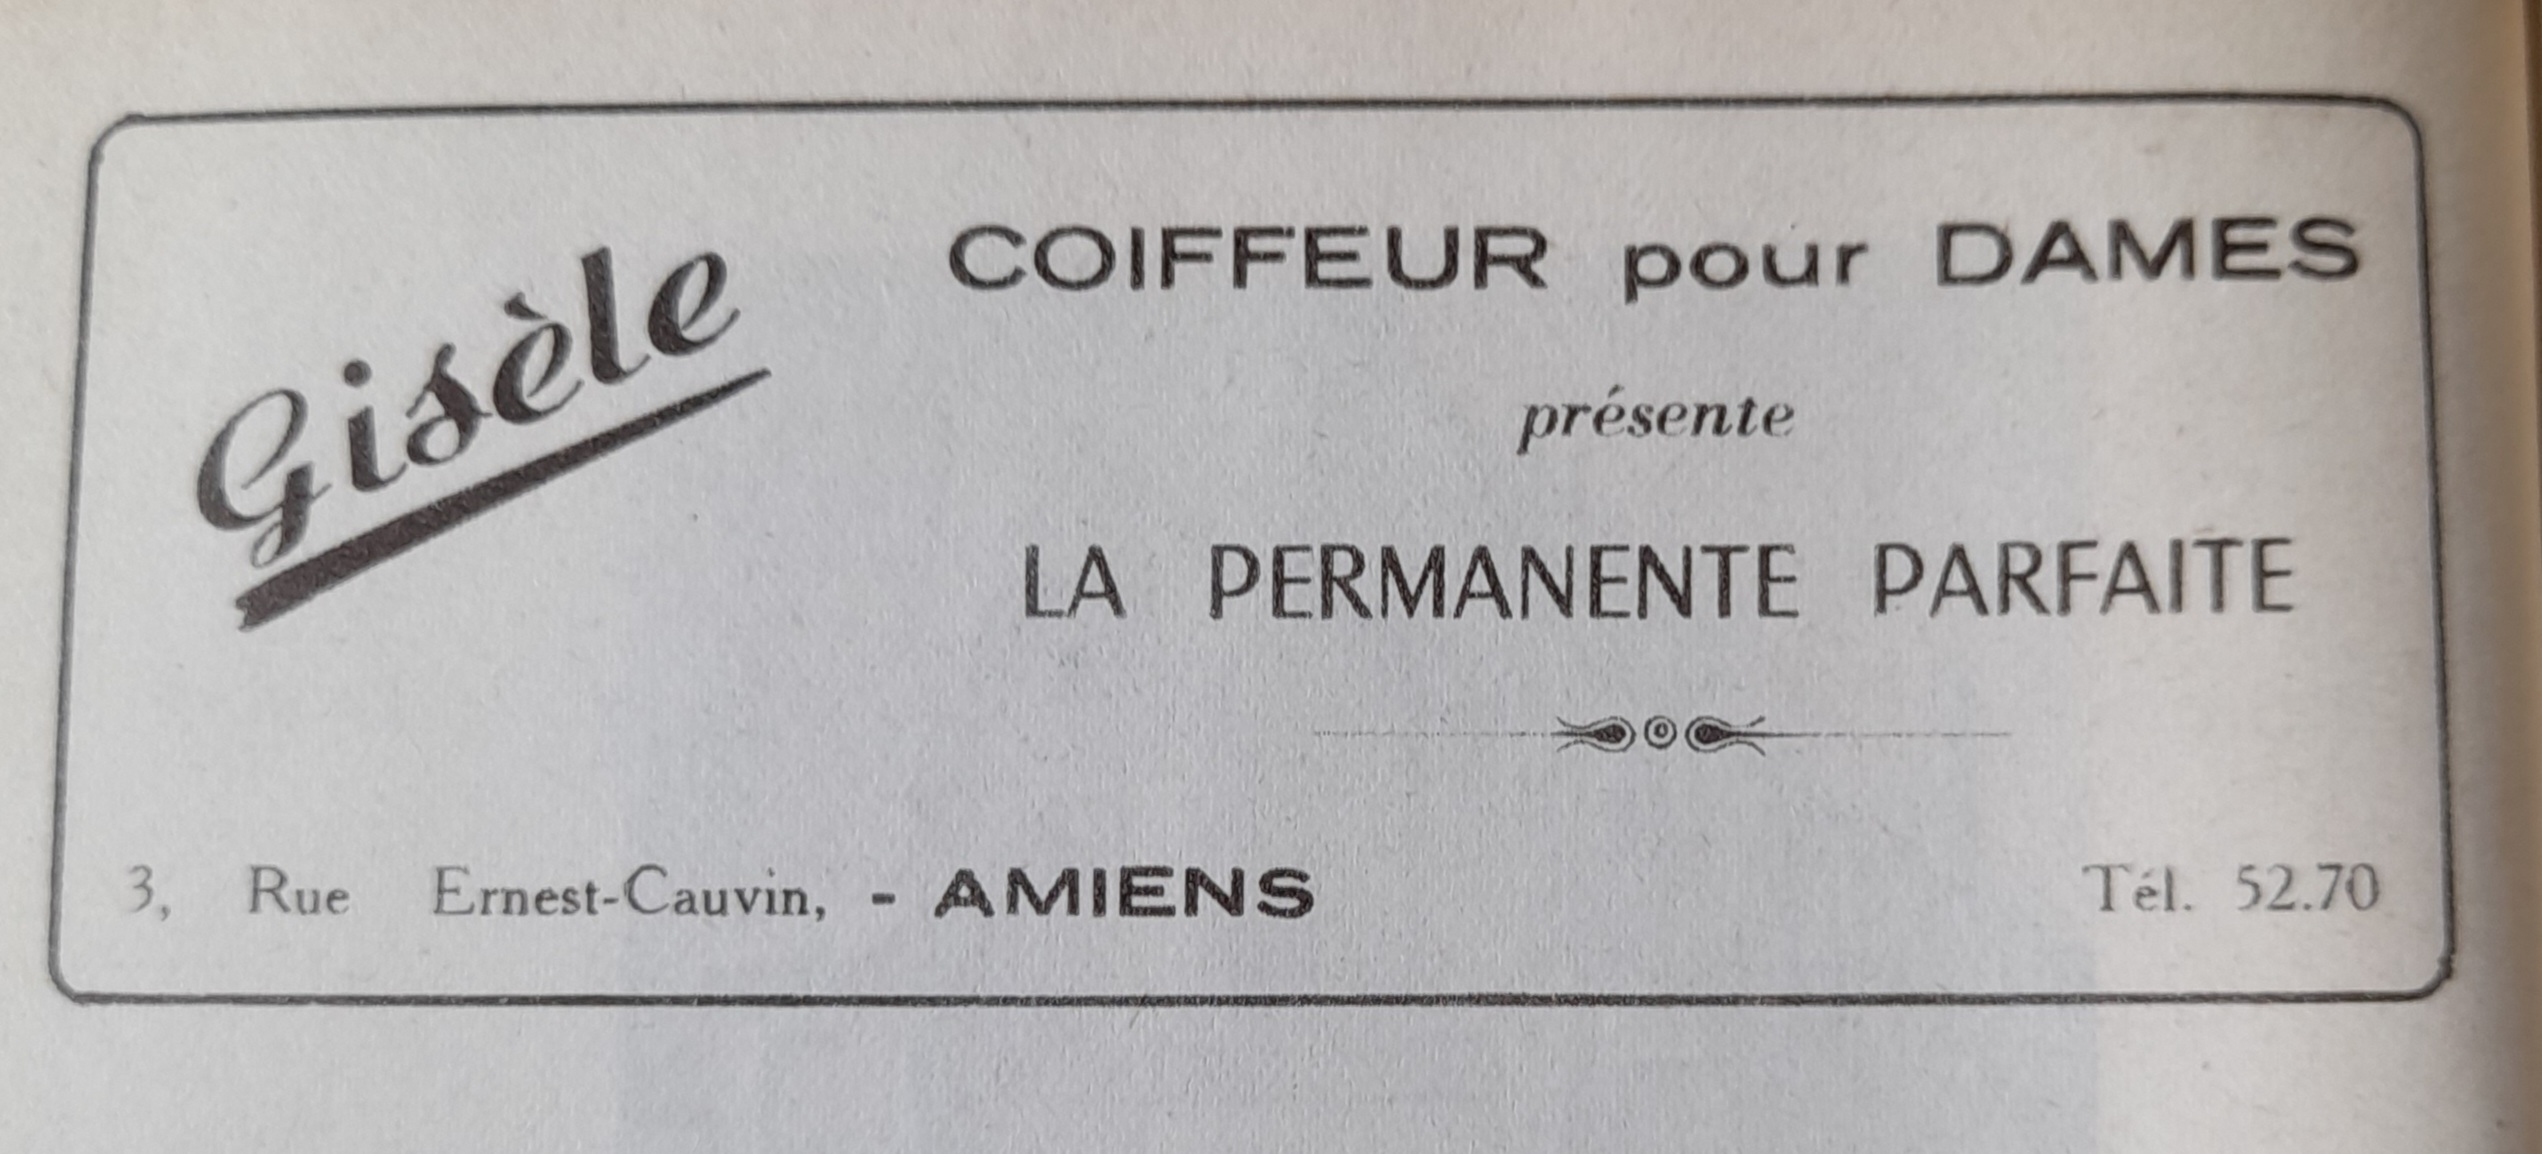 Gisèle
COIFFEUR pour DAMES
présente
LA PERMANENTE PARFAITE
3, Rue Ernest-Cauvin, - AMIENS Tél. 52.70